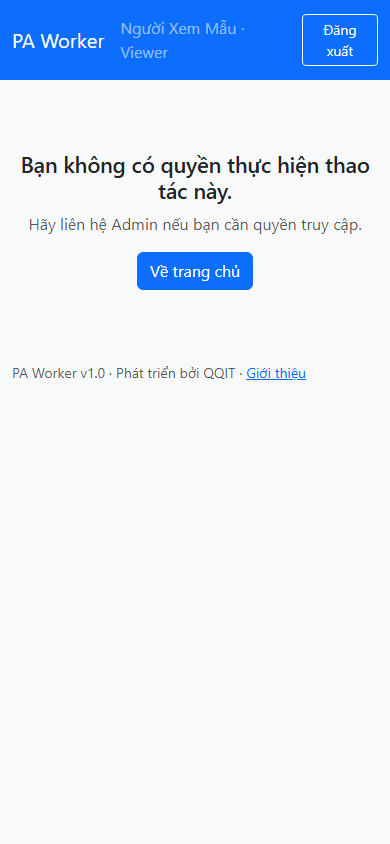 PA Worker
Người Xem Mẫu ·
Viewer
Đăng
xuất
Bạn không có quyền thực hiện thao
tác này.
Hãy liên hệ Admin nếu bạn cần quyền truy cập.
Về trang chủ
PA Worker v1.0 · Phát triển bởi QQIT · Giới thiệu